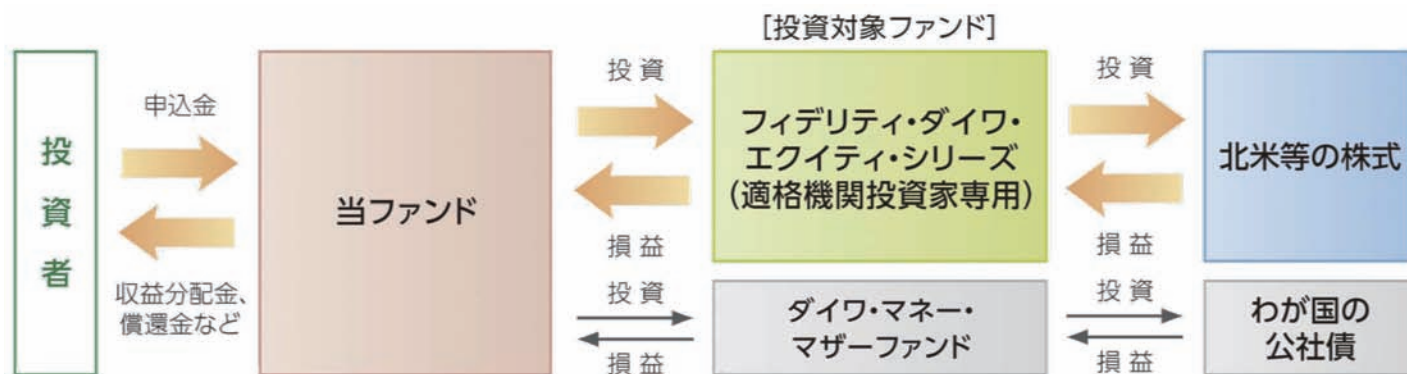 [投資対象ファンド]
投資者
申込金
収益分配金、
償還金など
当ファンド
投資
損益
投資
損益
フィデリティ・ダイワ・
エクイティ・シリーズ
(適格機関投資家専用)
ダイワ・マネー・
マザーファンド
投資
損益
投資
損益
北米等の株式
わが国の
公社債